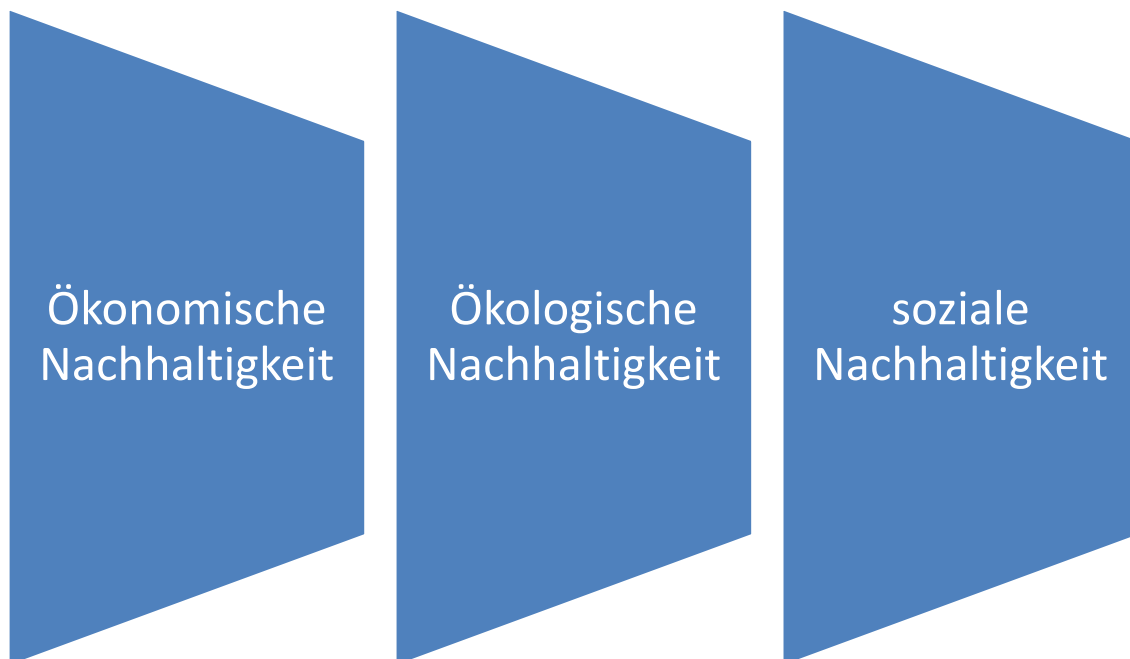 Ökonomische
Nachhaltigkeit
Ökologische
Nachhaltigkeit
soziale
Nachhaltigkeit